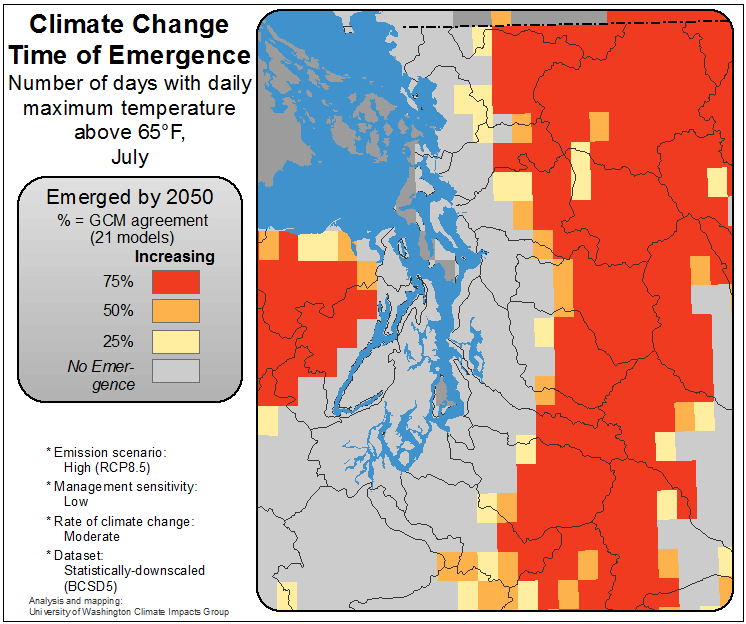 Climate Change
Time of Emergence
Number of days with daily
maximum temperature
above 65°F,
July
Emerged by 2050
% = GCM agreement
(21 models)
Increasing
75%
50%
25%
No Emer-
gence
* Emission scenario:
High (RCP8.5)
* Management sensitivity:
Low
* Rate of climate change:
Moderate
* Dataset:
Statistically-downscaled
(BCSD5)
Analysis and mapping:
University of Washington Climate Impacts Group